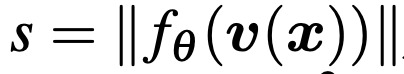 s = ‖f_θ(v(x))‖